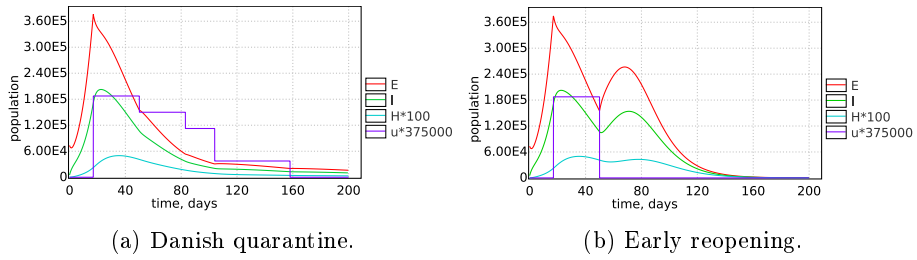 3.60E5
3.00E5
2.40E5
1.80E5
1.20E5
6.00E4
0
population
0 40 80 120 160 200
time, days
E
I
H*100
u*375000
(a) Danish quarantine.
3.60E5
3.00E5
2.40E5
1.80E5
1.20E5
6.00E4
0
population
0 40 80 120 160 200
time, days
E
I
H*100
u*375000
(b) Early reopening.